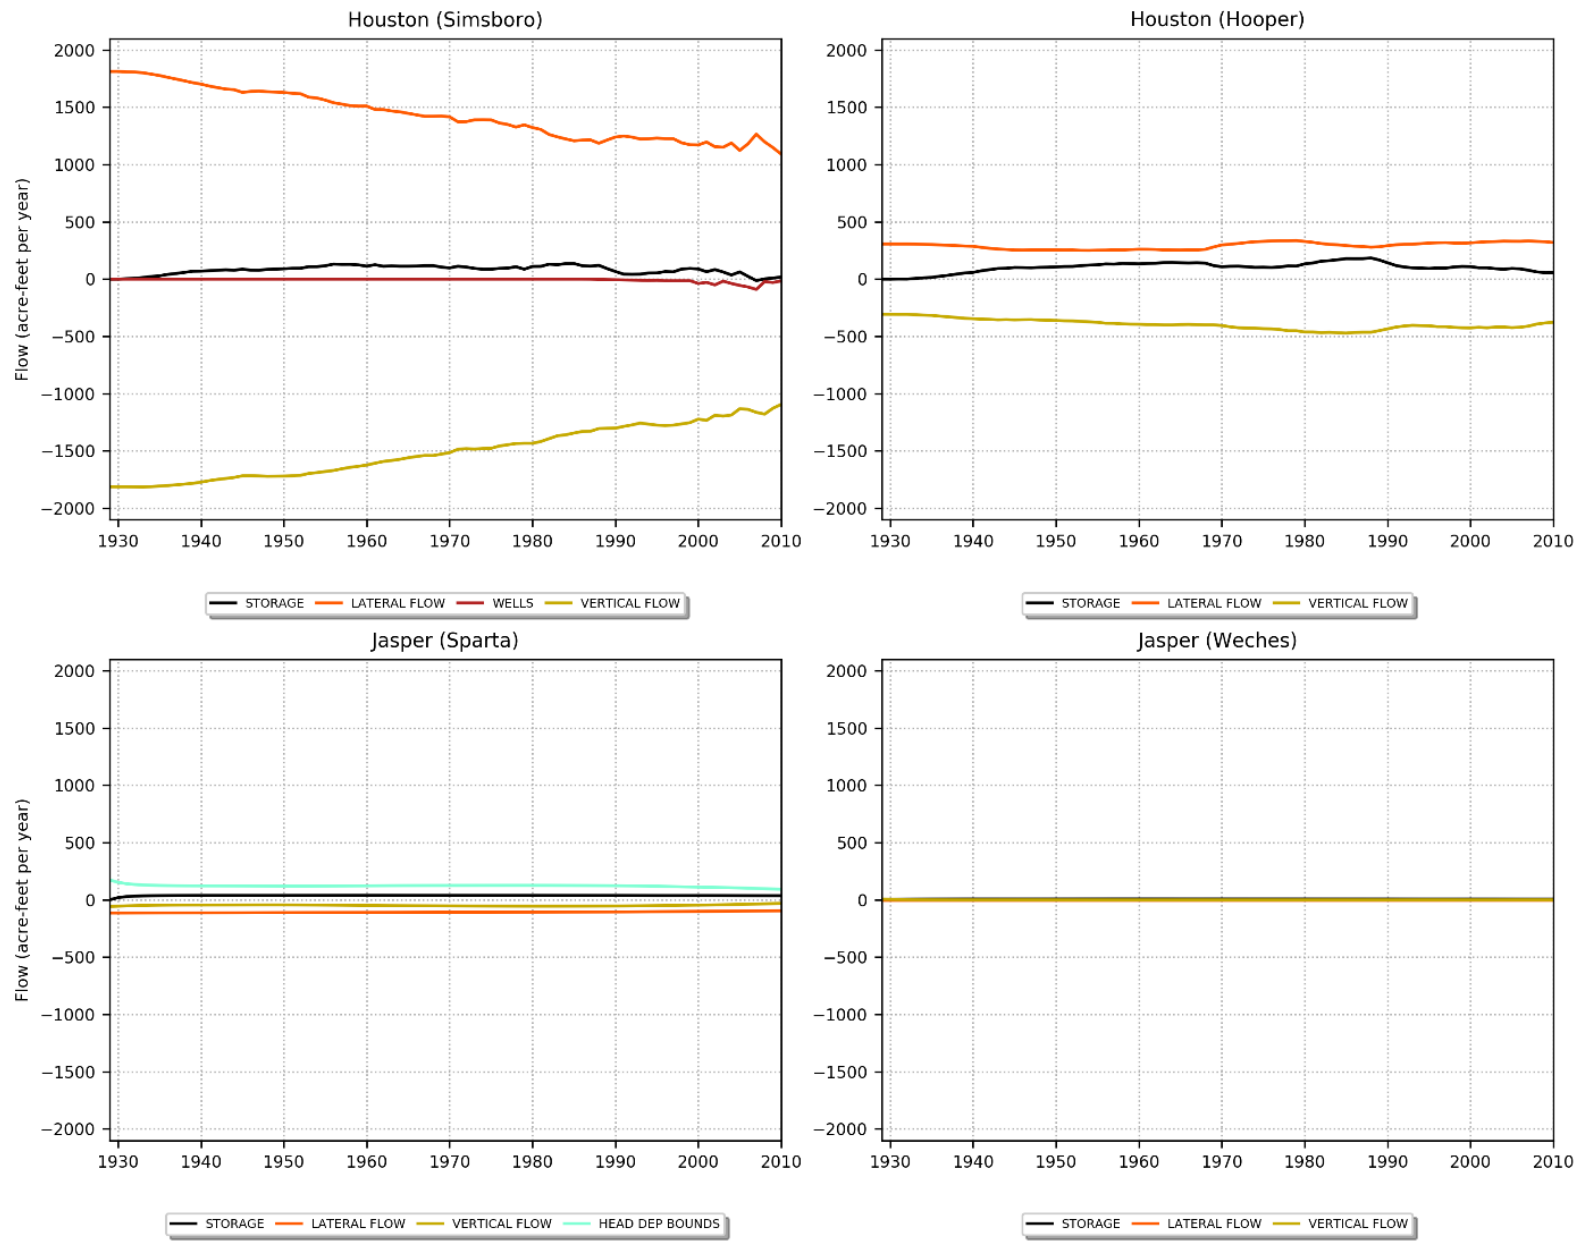 Houston (Simsboro)
Houston (Hooper)
Flow (acre-feet per year)
2000
1500
1000
500
0
−500
−1000
−1500
−2000
1930 1940 1950 1960 1970 1980 1990 2000 2010
STORAGE LATERAL FLOW WELLS VERTICAL FLOW
2000
1500
1000
500
0
−500
−1000
−1500
−2000
1930 1940 1950 1960 1970 1980 1990 2000 2010
STORAGE LATERAL FLOW VERTICAL FLOW
Jasper (Sparta)
Jasper (Weches)
Flow (acre-feet per year)
2000
1500
1000
500
0
−500
−1000
−1500
−2000
1930 1940 1950 1960 1970 1980 1990 2000 2010
STORAGE LATERAL FLOW VERTICAL FLOW HEAD DEP BOUNDS
2000
1500
1000
500
0
−500
−1000
−1500
−2000
1930 1940 1950 1960 1970 1980 1990 2000 2010
STORAGE LATERAL FLOW VERTICAL FLOW